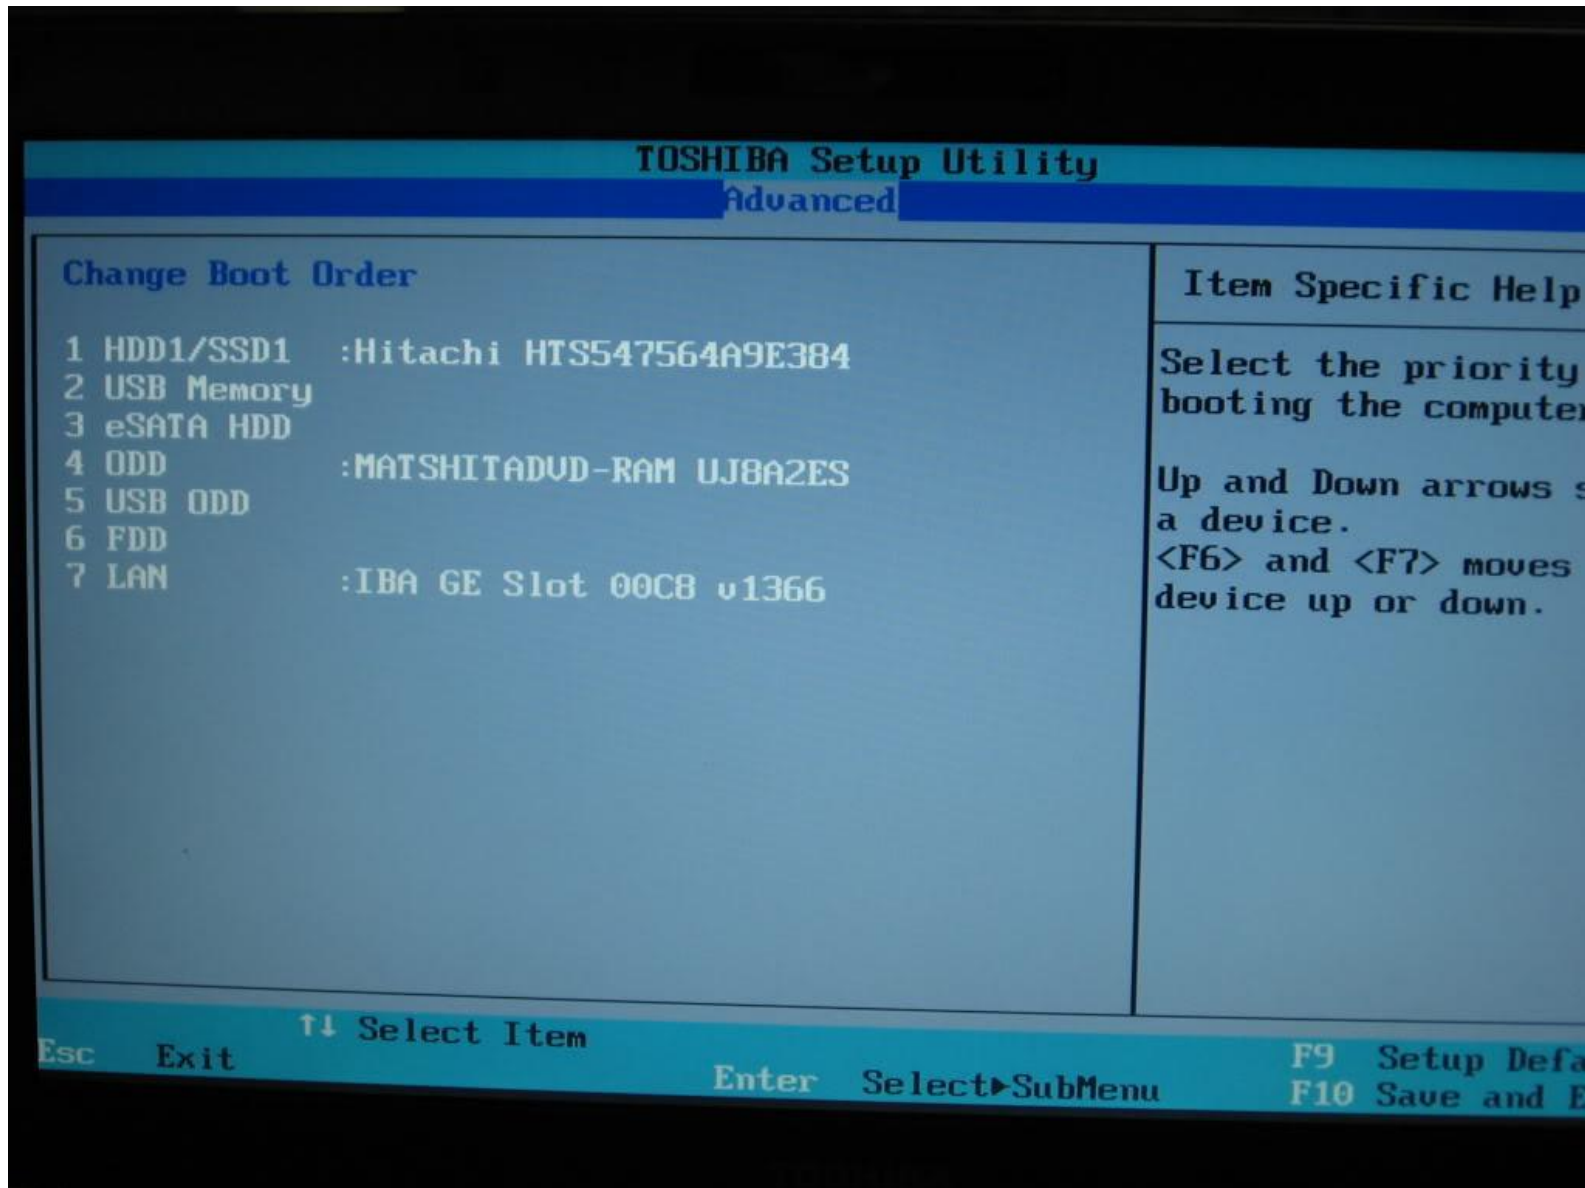 TOSHIBA Setup Utility
Advanced
Change Boot Order
1 HDD1/SSD1 :Hitachi HTS547564A9E384
2 USB Memory
3 eSATA HDD
4 ODD :MATSHITADVD-RAM UJ8A2ES
5 USB ODD
6 FDD
7 LAN :IBA GE Slot 00C8 v1366
Item Specific Help
Select the priority
booting the computer
Up and Down arrows
a device.
<F6> and <F7> moves
device up or down.
↑↓ Select Item
Esc Exit
Enter Select▶SubMenu
F9 Setup
F10 Save and